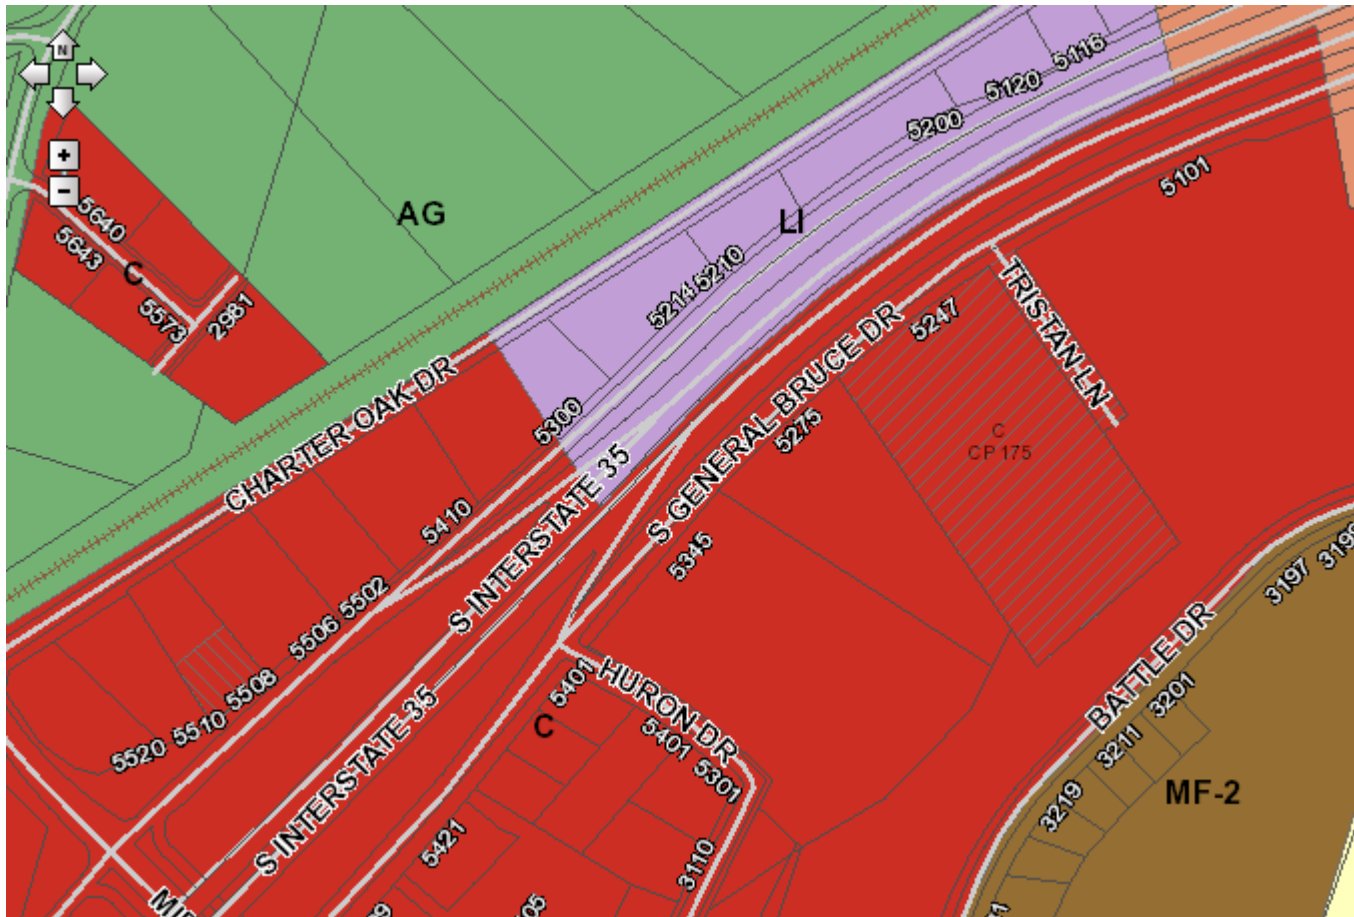 N
+
−
5116
5120
5200
AG
LI
5101
5640
5643
C
5573
2981
5210
5214
TRISTAN LN
5247
S GENERAL BRUCE DR
CHARTER OAK DR
5300
5275
C
CP 175
S INTERSTATE 35
5410
5345
3198
3197
5502
5506
5508
5510
5520
BATTLE DR
HURON DR
5401
C
5401
5301
3201
3211
3219
MF-2
S INTERSTATE 35
5421
3110